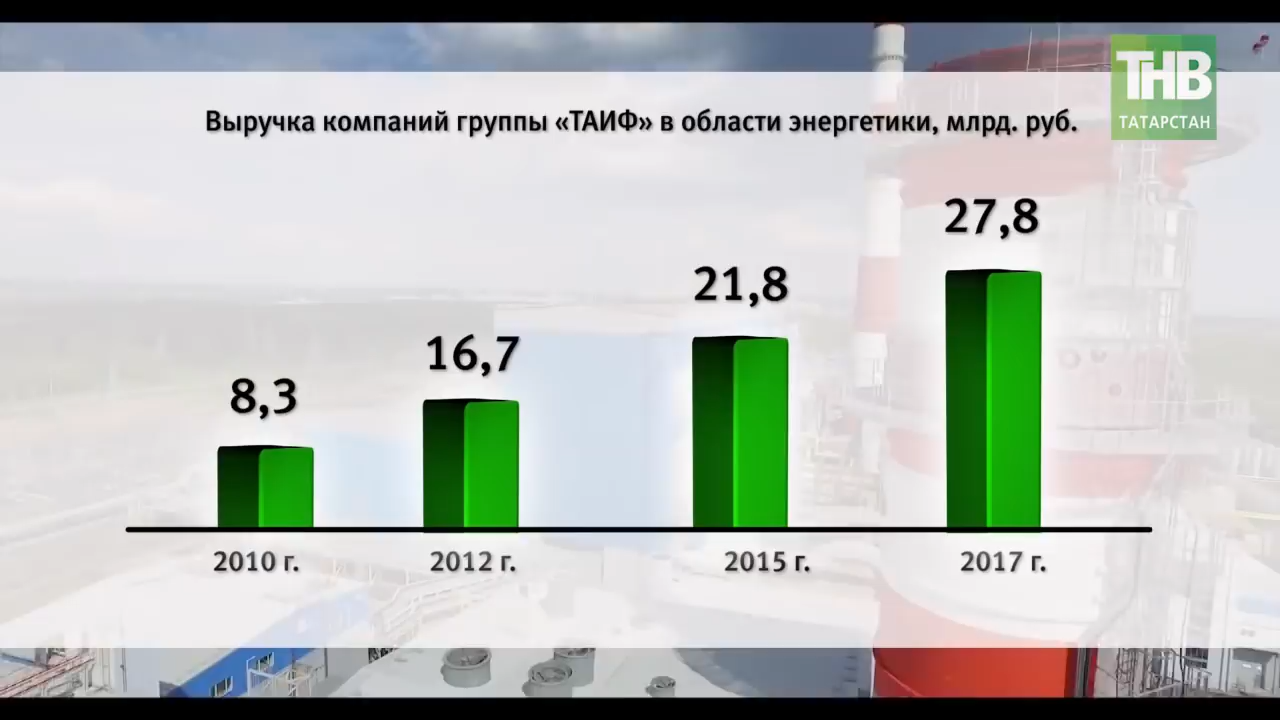 ТНВ
ТАТАРСТАН
Выручка компаний группы «ТАИФ» в области энергетики, млрд. руб.
8,3
16,7
21,8
27,8
2010 г.
2012 г.
2015 г.
2017 г.